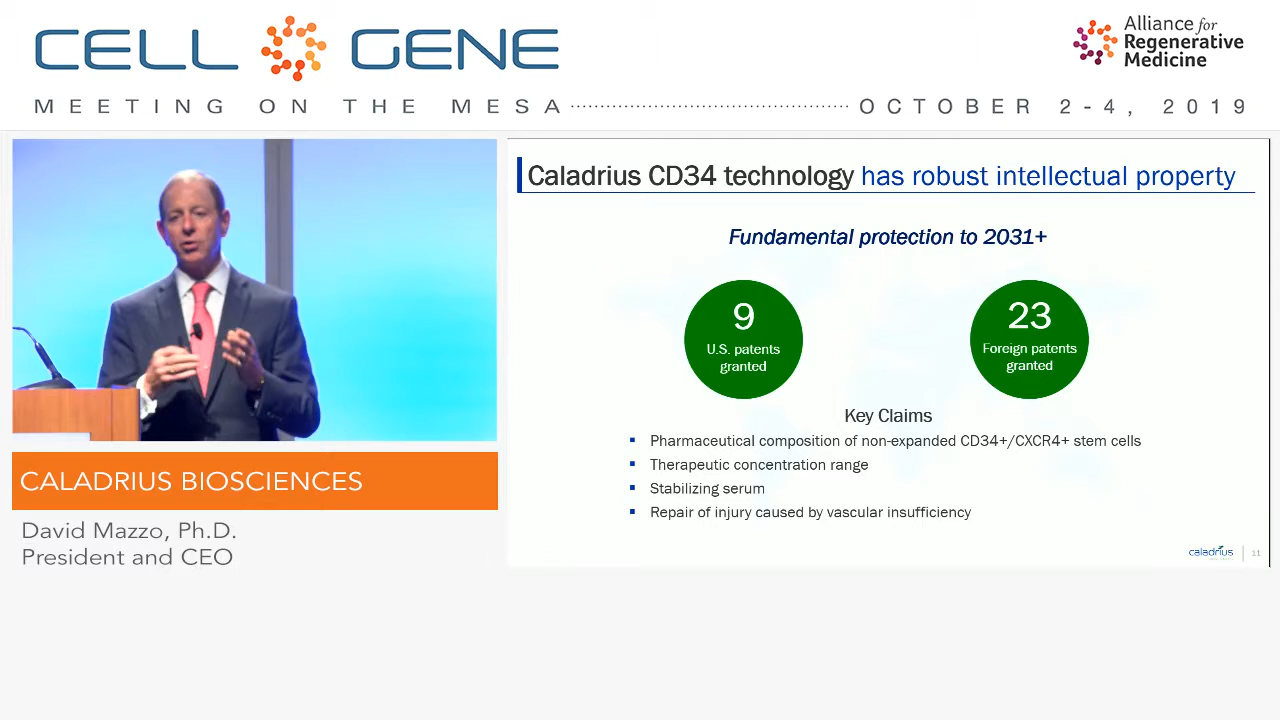 CELL GENE
Alliance for
Regenerative
Medicine
MEETING ON THE MESA OCTOBER 2-4, 2019
Caladrius CD34 technology has robust intellectual property
Fundamental protection to 2031+
9
U.S. patents
granted
23
Foreign patents
granted
Key Claims
Pharmaceutical composition of non-expanded CD34+/CXCR4+ stem cells
Therapeutic concentration range
Stabilizing serum
Repair of injury caused by vascular insufficiency
caladrius
11
CALADRIUS BIOSCIENCES
David Mazzo, Ph.D.
President and CEO